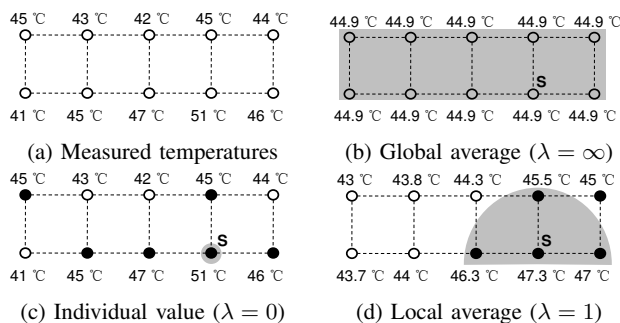 45 ℃ 43 ℃ 42 ℃ 45 ℃ 44 ℃
41 ℃ 45 ℃ 47 ℃ 51 ℃ 46 ℃
(a) Measured temperatures
44.9 ℃ 44.9 ℃ 44.9 ℃ 44.9 ℃ 44.9 ℃
S
44.9 ℃ 44.9 ℃ 44.9 ℃ 44.9 ℃ 44.9 ℃
(b) Global average (λ = ∞)
45 ℃ 43 ℃ 42 ℃ 45 ℃ 44 ℃
S
41 ℃ 45 ℃ 47 ℃ 51 ℃ 46 ℃
(c) Individual value (λ = 0)
43 ℃ 43.8 ℃ 44.3 ℃ 45.5 ℃ 45 ℃
S
43.7 ℃ 44 ℃ 46.3 ℃ 47.3 ℃ 47 ℃
(d) Local average (λ = 1)